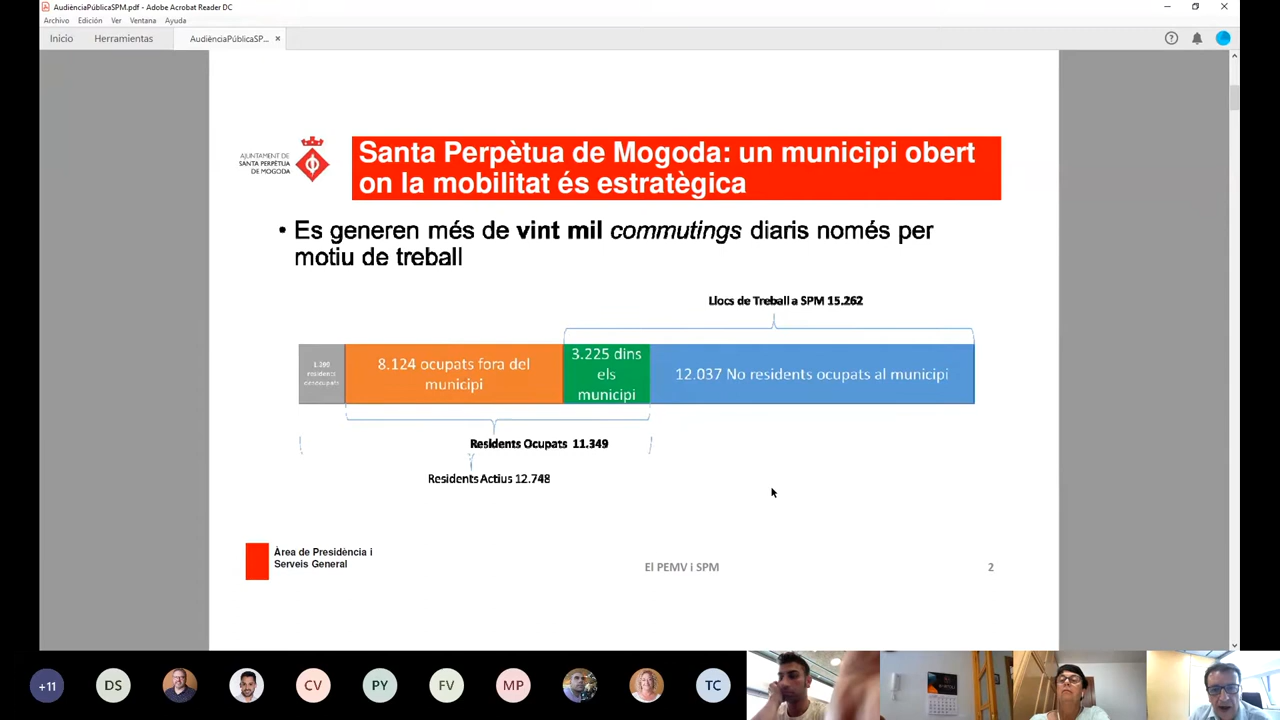 AudiènciaPúblicaSPM.pdf - Adobe Acrobat Reader DC
Archivo Edición Ver Ventana Ayuda
Inicio Herramientas AudiènciaPúblicaSP... ×
AJUNTAMENT DE
SANTA PERPÈTUA
DE MOGODA
Santa Perpètua de Mogoda: un municipi obert
on la mobilitat és estratègica
• Es generen més de vint mil commutings diaris només per
motiu de treball
Llocs de Treball a SPM 15.262
residents
8.124 ocupats fora del
municipi
3.225 dins
els
municipi
12.037 No residents ocupats al municipi
Residents Ocupats 11.349
Residents Actius 12.748
Àrea de Presidència i
Serveis General
El PEMV i SPM
2
+11 DS CV PY FV MP TC